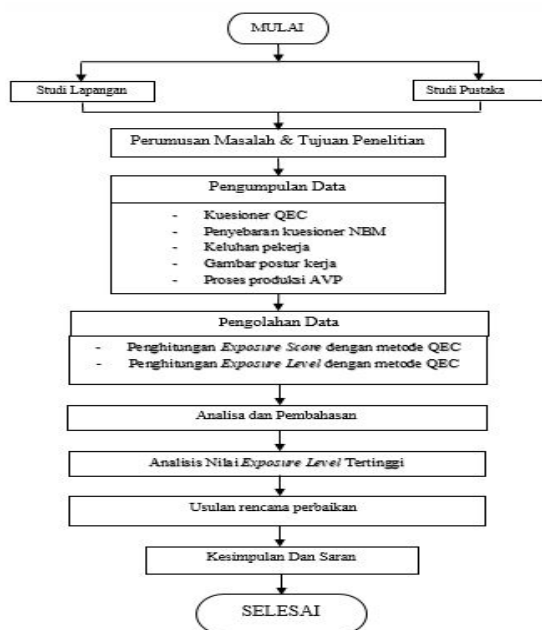 MULAI
Studi Lapangan
Studi Pustaka
Perumusan Masalah & Tujuan Penelitian
Pengumpulan Data
- Kuesioner QEC
- Penyebaran kuesioner NBM
- Keluhan pekerja
- Gambar postur kerja
- Proses produksi AVP
Pengolahan Data
- Penghitungan Exposure Score dengan metode QEC
- Penghitungan Exposure Level dengan metode QEC
Analisa dan Pembahasan
Analisis Nilai Exposure Level Tertinggi
Usulan rencana perbaikan
Kesimpulan Dan Saran
SELESAI